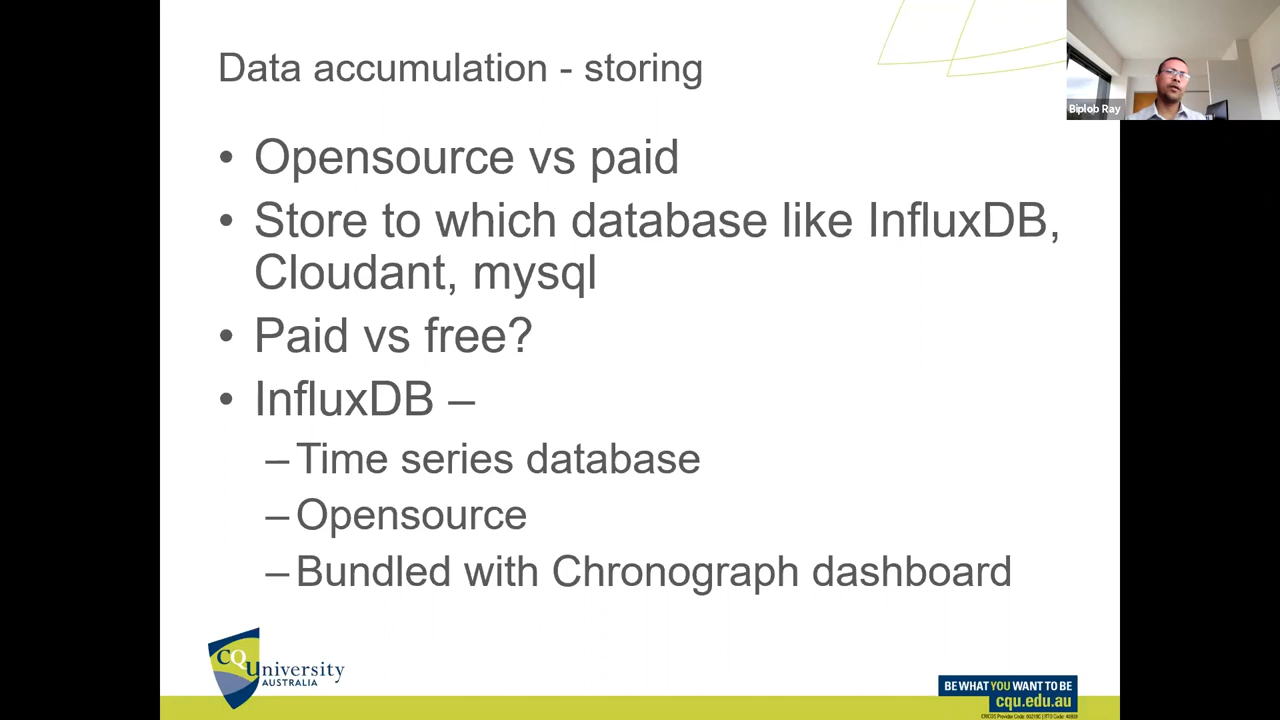 Data accumulation - storing
Biplob Ray
• Opensource vs paid
• Store to which database like InfluxDB,
Cloudant, mysql
• Paid vs free?
• InfluxDB –
– Time series database
– Opensource
– Bundled with Chronograph dashboard
CQUniversity
AUSTRALIA
BE WHAT YOU WANT TO BE
cqu.edu.au